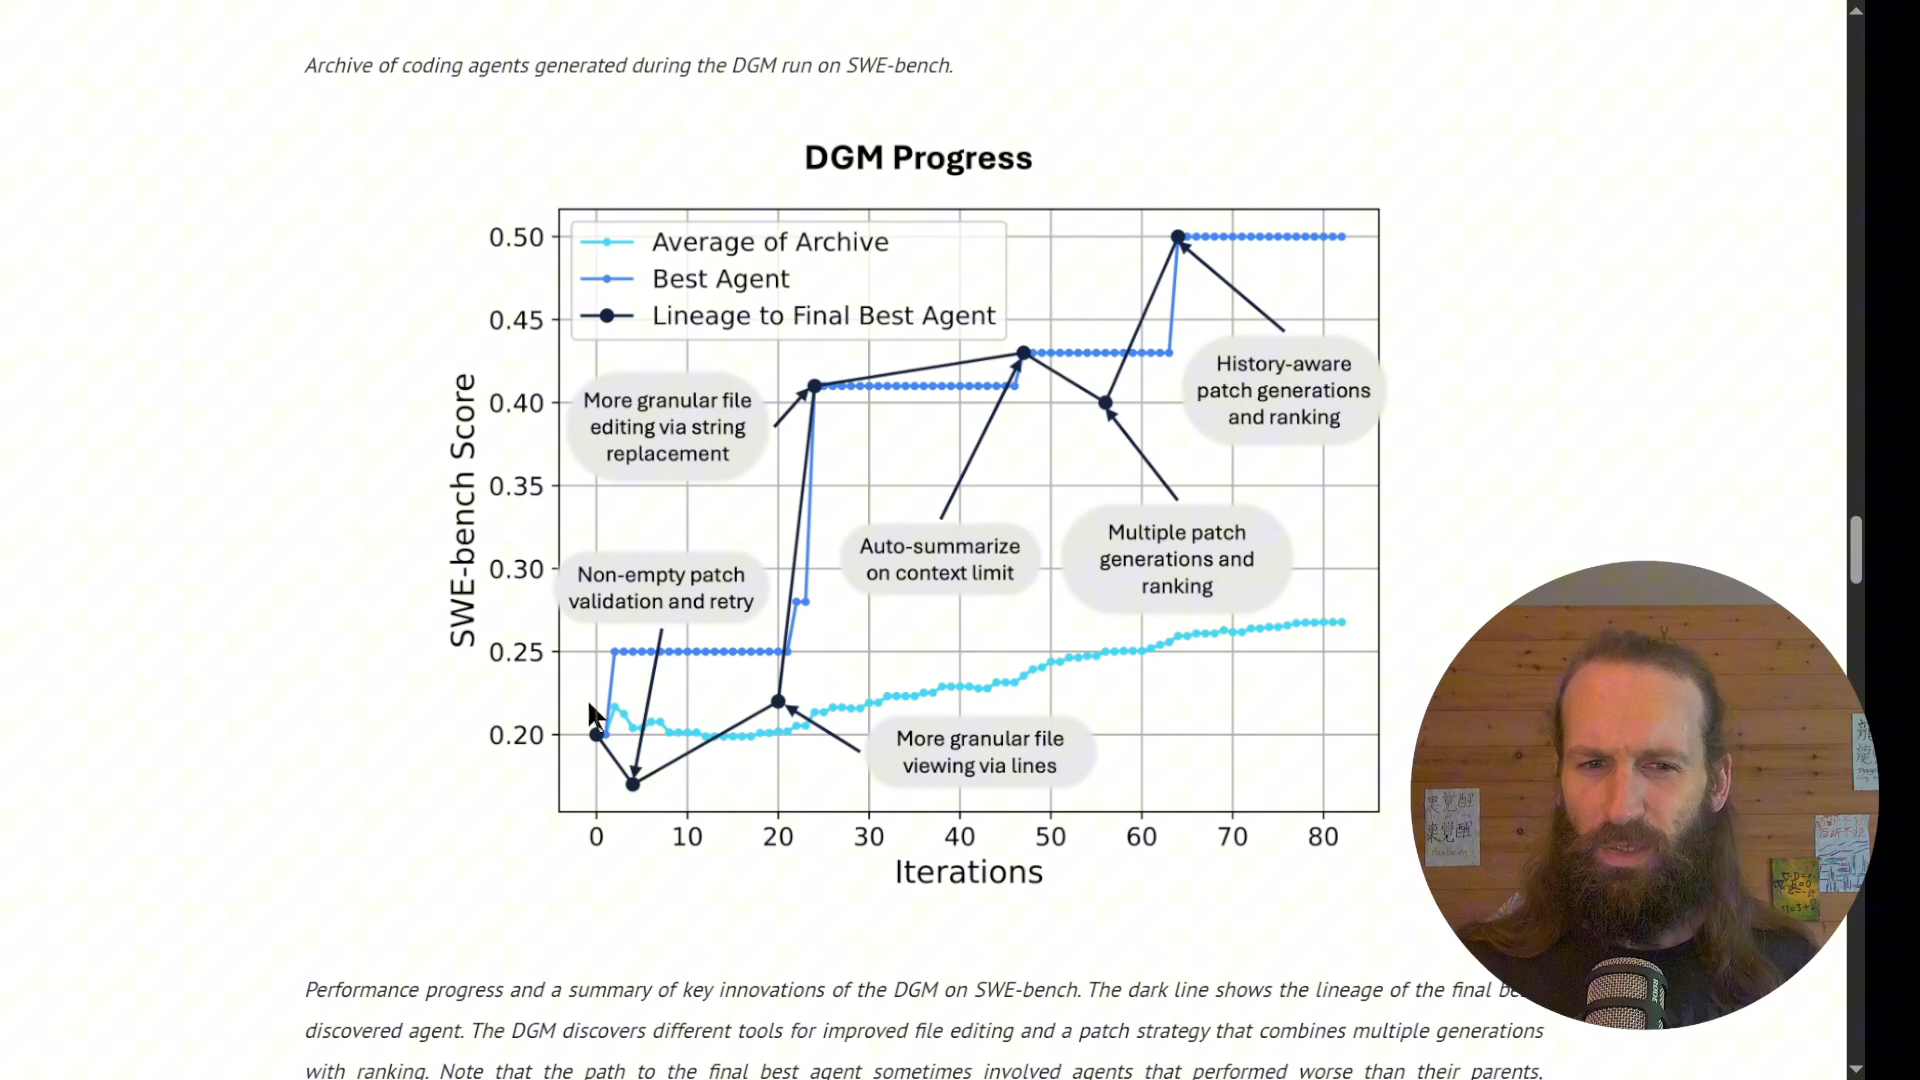 Archive of coding agents generated during the DGM run on SWE-bench.
DGM Progress
Average of Archive
Best Agent
Lineage to Final Best Agent
SWE-bench Score
0.50
0.45
0.40
0.35
0.30
0.25
0.20
More granular file
editing via string
replacement
History-aware
patch generations
and ranking
Non-empty patch
validation and retry
Auto-summarize
on context limit
Multiple patch
generations and
ranking
More granular file
viewing via lines
0 10 20 30 40 50 60 70 80
Iterations
Performance progress and a summary of key innovations of the DGM on SWE-bench. The dark line shows the lineage of the final
discovered agent. The DGM discovers different tools for improved file editing and a patch strategy that combines multiple generations
with ranking. Note that the path to the final best agent sometimes involved agents that performed worse than their parents,
裏覚醒
裏覚醒
RODE